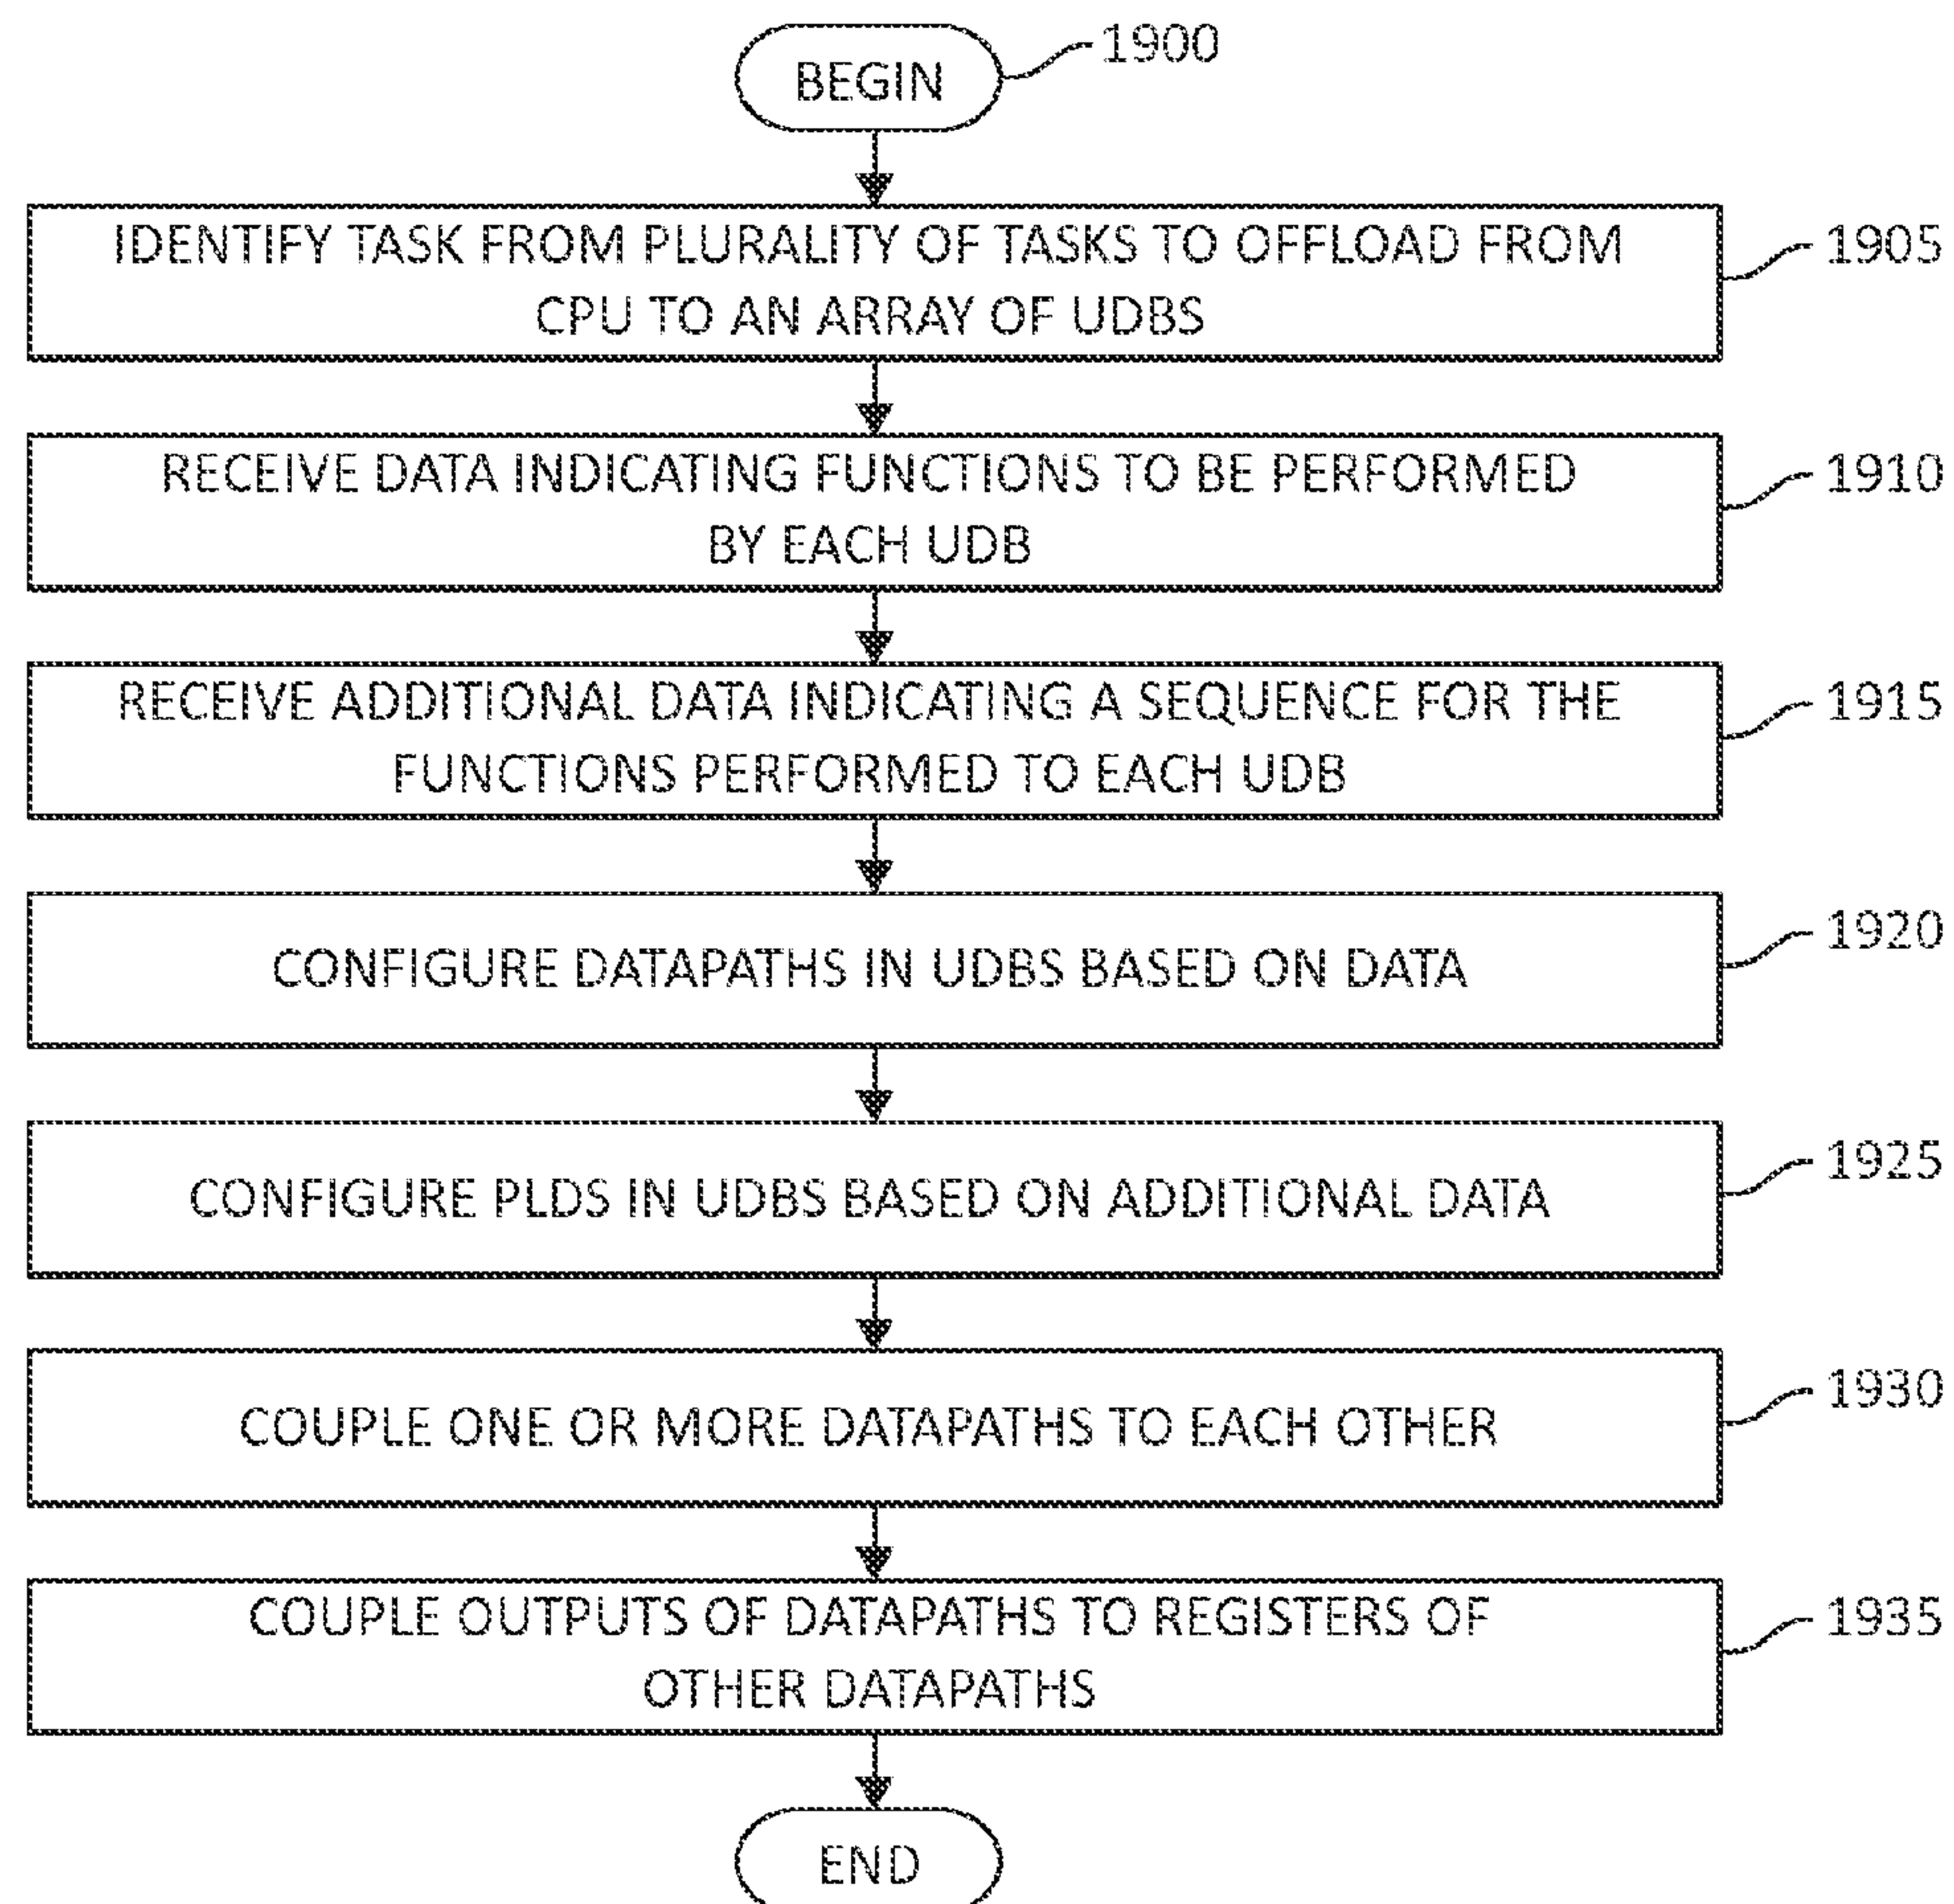 BEGIN
1900
IDENTIFY TASK FROM PLURALITY OF TASKS TO OFFLOAD FROM
CPU TO AN ARRAY OF UDBS
1905
RECEIVE DATA INDICATING FUNCTIONS TO BE PERFORMED
BY EACH UDB
1910
RECEIVE ADDITIONAL DATA INDICATING A SEQUENCE FOR THE
FUNCTIONS PERFORMED TO EACH UDB
1915
CONFIGURE DATAPATHS IN UDBS BASED ON DATA
1920
CONFIGURE PLDS IN UDBS BASED ON ADDITIONAL DATA
1925
COUPLE ONE OR MORE DATAPATHS TO EACH OTHER
1930
COUPLE OUTPUTS OF DATAPATHS TO REGISTERS OF
OTHER DATAPATHS
1935
END